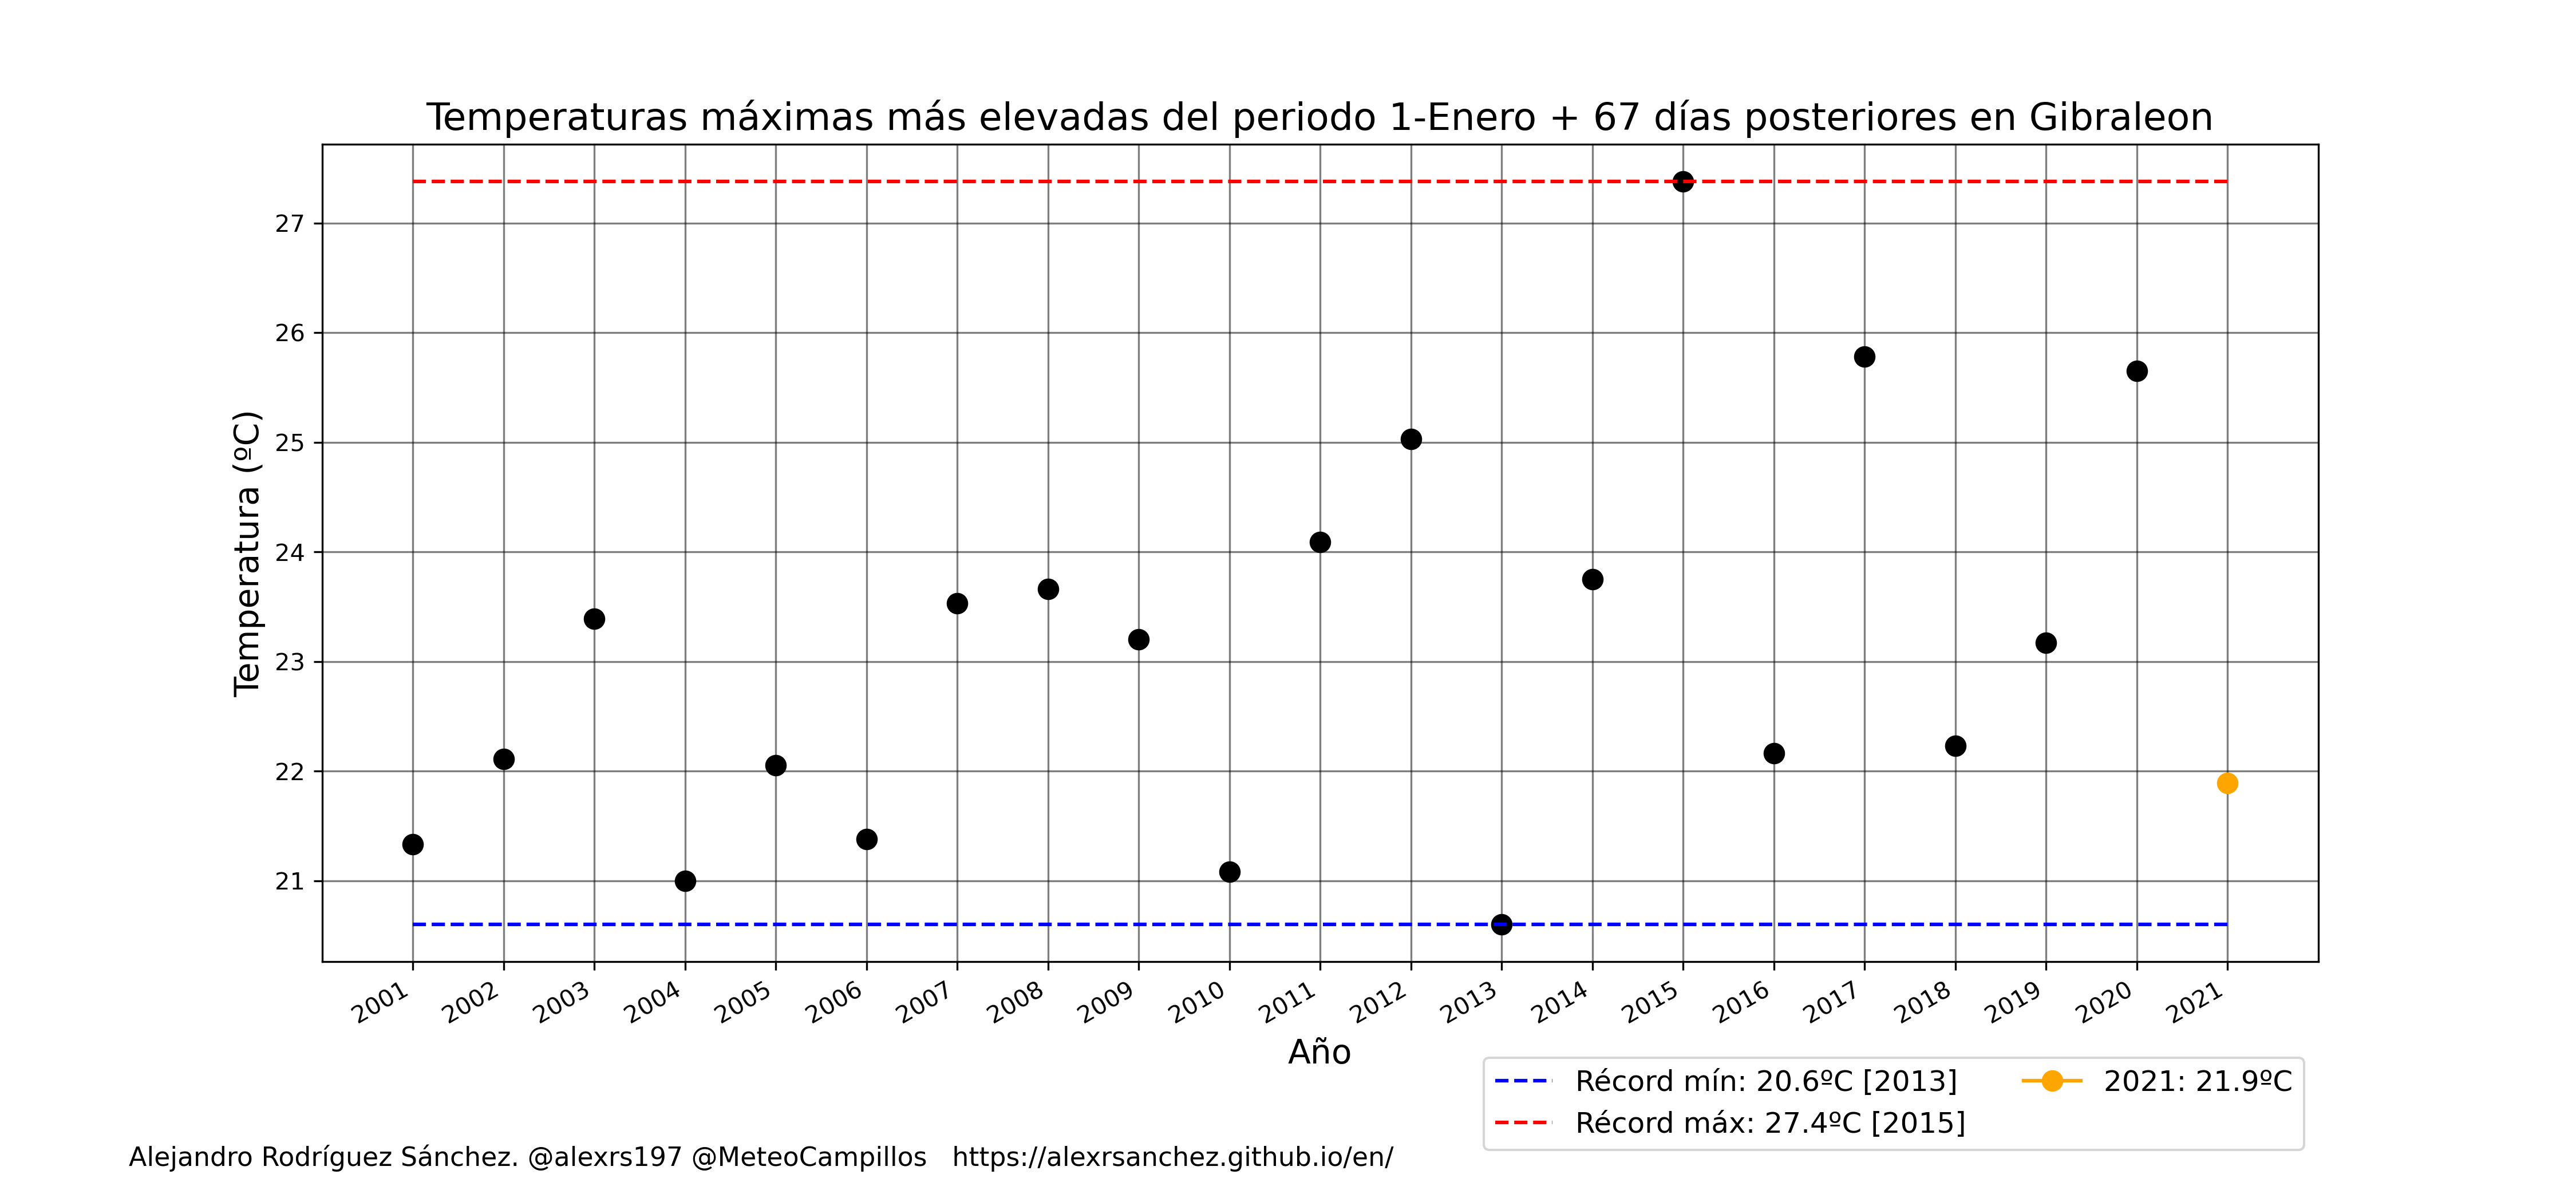 Temperaturas máximas más elevadas del periodo 1-Enero + 67 días posteriores en Gibraleon
Temperatura (ºC)
27
26
25
24
23
22
21
2001 2002 2003 2004 2005 2006 2007 2008 2009 2010 2011 2012 2013 2014 2015 2016 2017 2018 2019 2020 2021
Año
Récord mín: 20.6ºC [2013]
Récord máx: 27.4ºC [2015]
2021: 21.9ºC
Alejandro Rodríguez Sánchez. @alexrs197 @MeteoCampillos https://alexrsanchez.github.io/en/